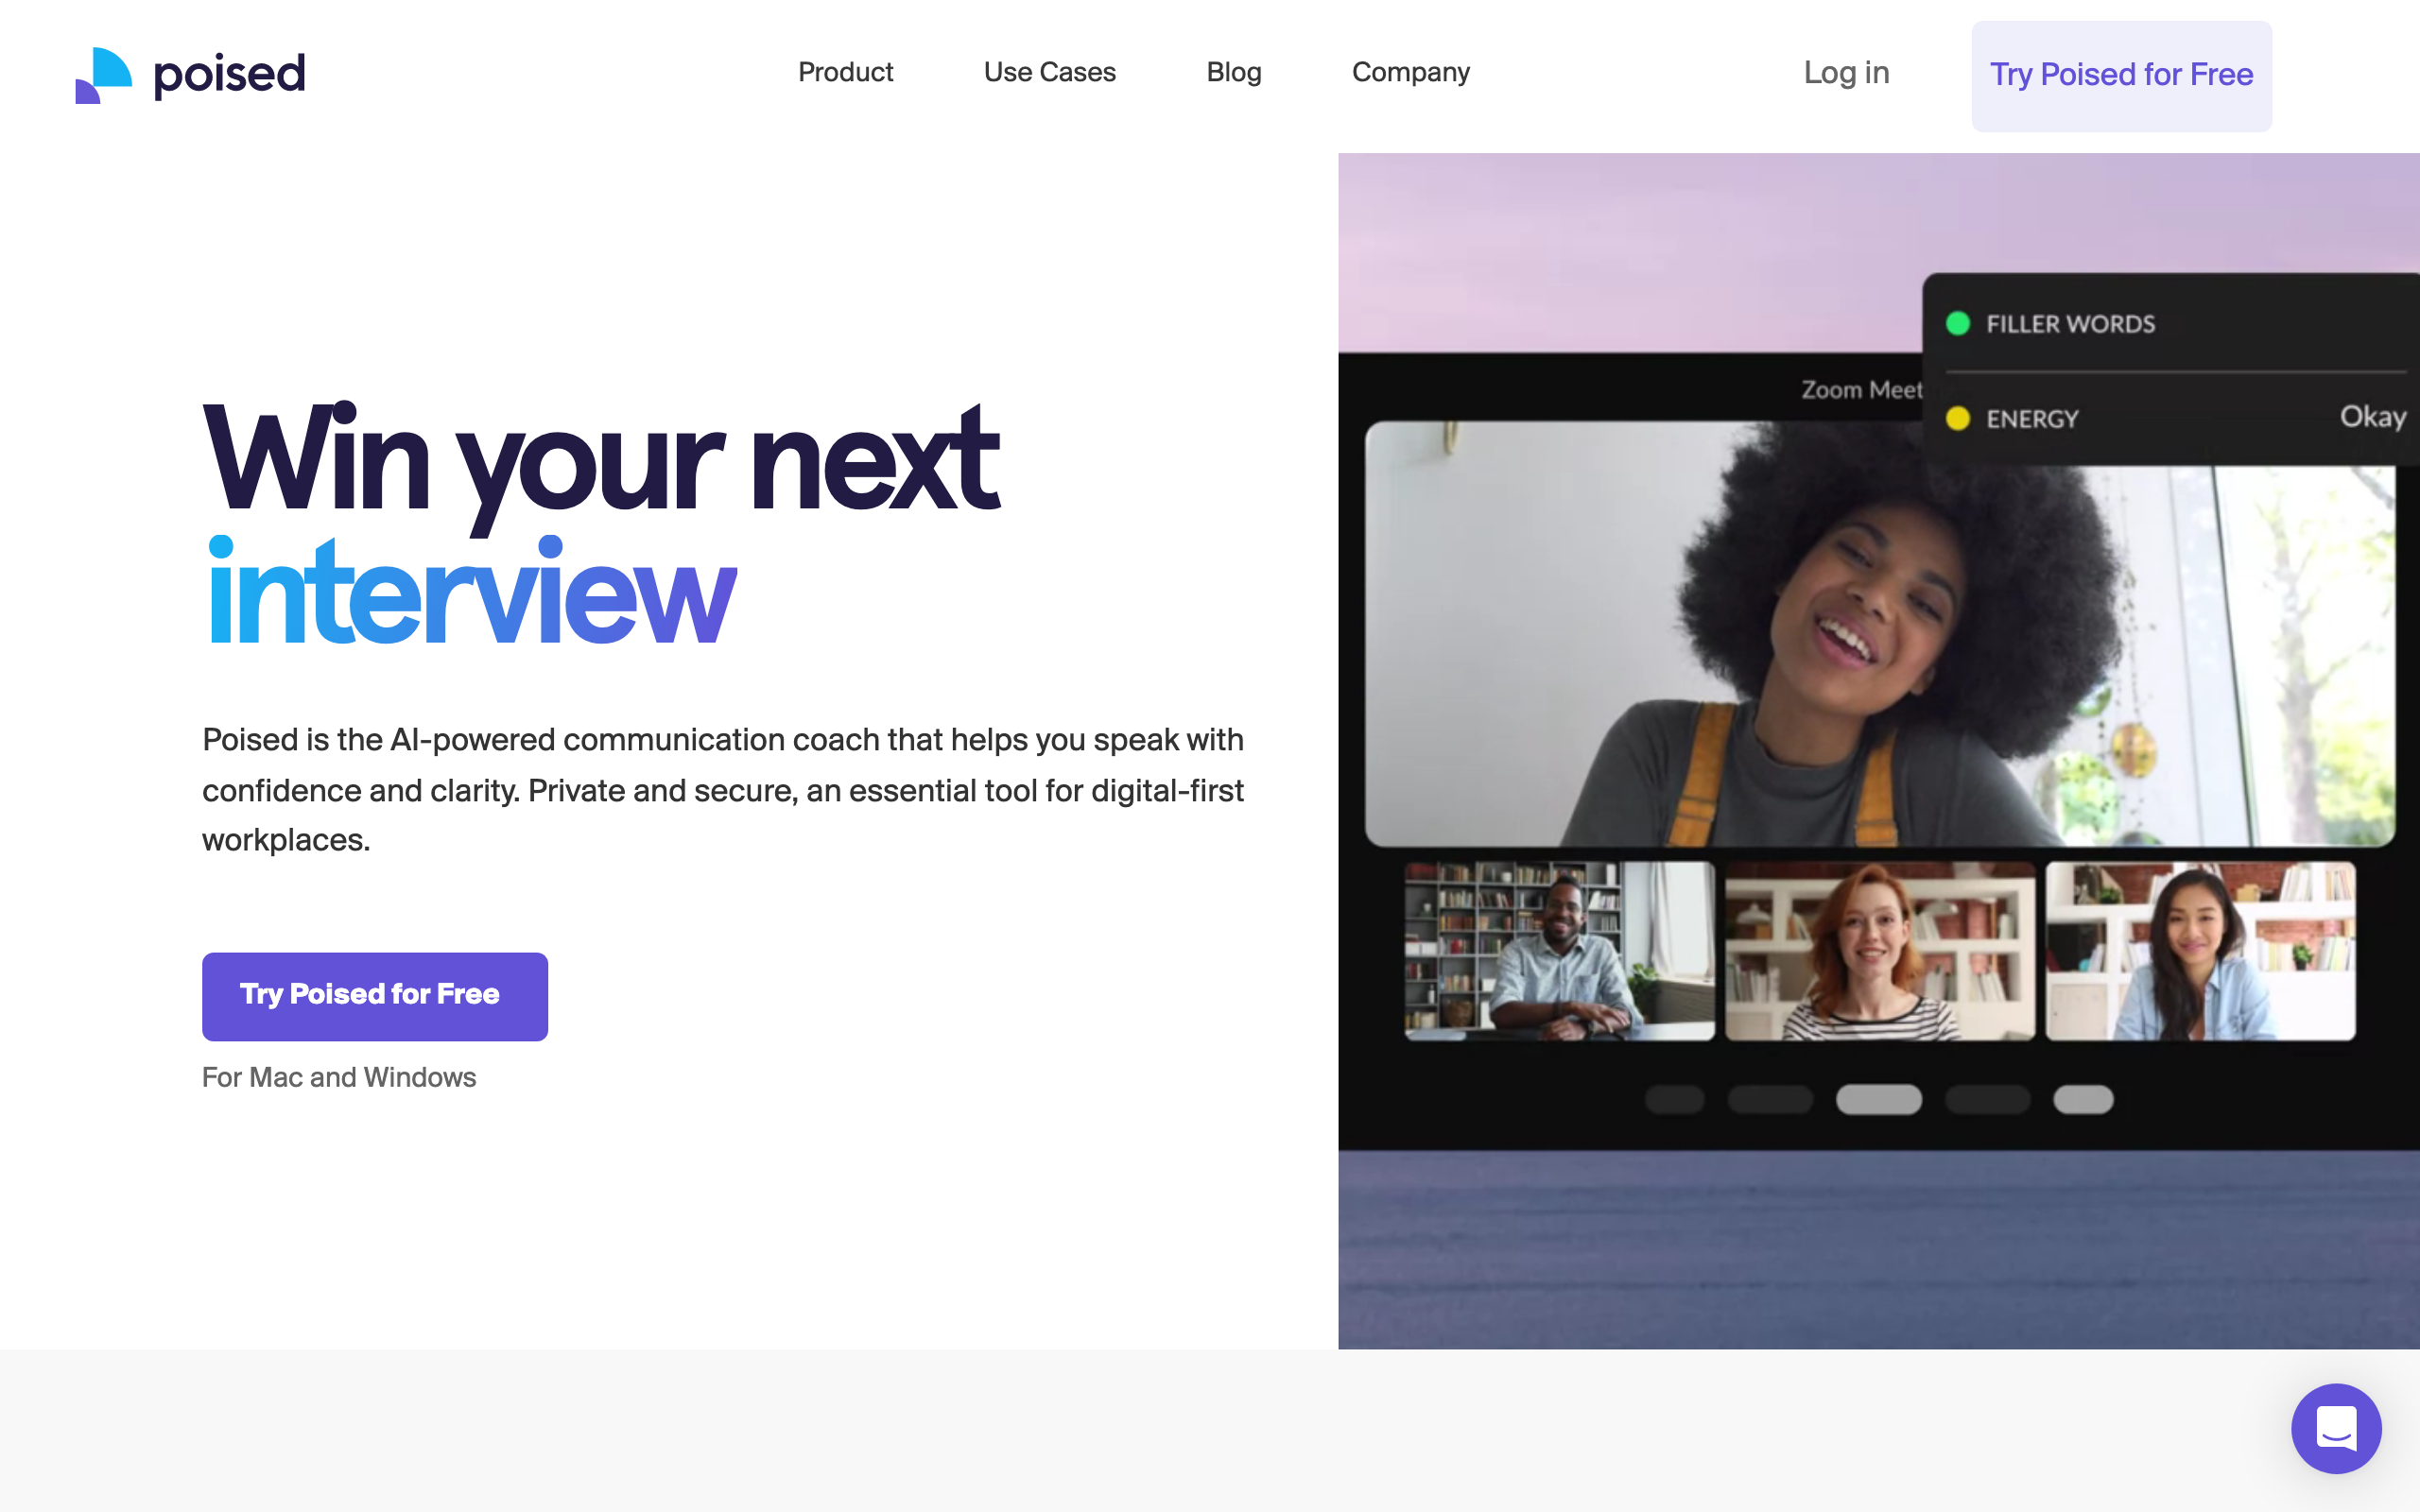 poised
Product
Use Cases
Blog
Company
Log in
Try Poised for Free
Win your next
interview
Poised is the AI-powered communication coach that helps you speak with
confidence and clarity. Private and secure, an essential tool for digital-first
workplaces.
Try Poised for Free
For Mac and Windows
FILLER WORDS
ENERGY Okay
Zoom Meet